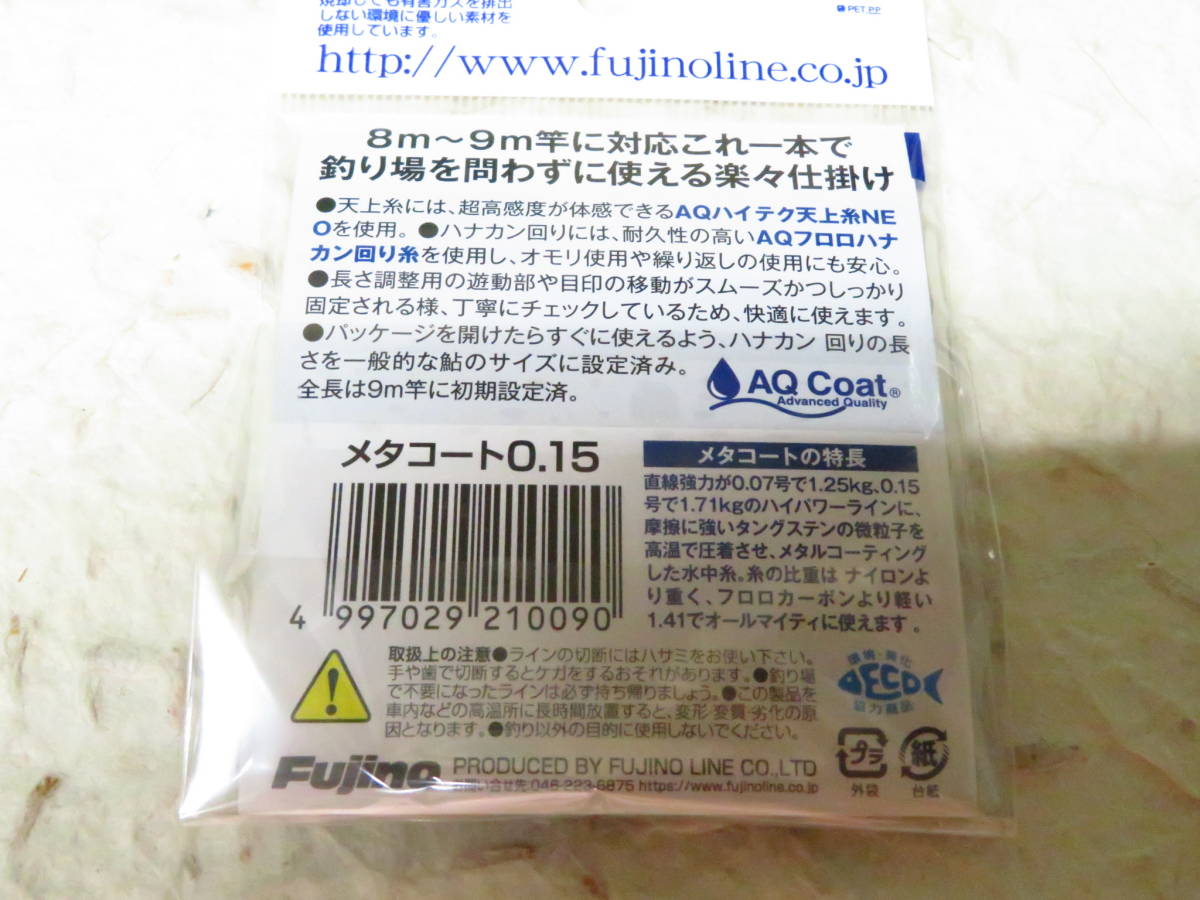 焼却しても有害ガスを排出
しない環境に優しい素材を
使用しています。
PET.PP
http://www.fujinoline.co.jp
8m〜9m竿に対応これ一本で
釣り場を問わずに使える楽々仕掛け
●天上糸には、超高感度が体感できるAQハイテク天上糸NE
Oを使用。●ハナカン回りには、耐久性の高いAQフロロハナ
カン回り糸を使用し、オモリ使用や繰り返しの使用にも安心。
●長さ調整用の遊動部や目印の移動がスムーズかつしっかり
固定される様、丁寧にチェックしているため、快適に使えます。
●パッケージを開けたらすぐに使えるよう、ハナカン 回りの長
さを一般的な鮎のサイズに設定済み。
全長は9m竿に初期設定済。
AQ Coat®
Advanced Quality
メタコート0.15
4 997029 210090
メタコートの特長
直線強力が0.07号で1.25kg、0.15
号で1.71kgのハイパワーラインに、
摩擦に強いタングステンの微粒子を
高温で圧着させ、メタルコーティング
した水中糸。糸の比重は ナイロンよ
り重く、フロロカーボンより軽い
1.41でオールマイティに使えます。
取扱上の注意●ラインの切断にはハサミをお使い下さい。
手や歯で切断するとケガをするおそれがあります。●釣り場
で不要になったラインは必ず持ち帰りましょう。●この製品を
車内などの高温所に長時間放置すると、変形・変質・劣化の原
因となります。●釣り以外の目的に使用しないでください。
環境・美化
ECO
協力商品
プラ
外袋
紙
台紙
Fujino PRODUCED BY FUJINO LINE CO.,LTD
お問い合せ先:046-223-6875 https://www.fujinoline.co.jp